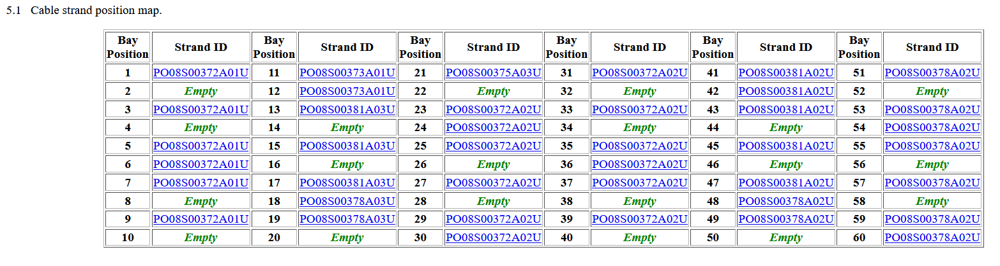 5.1 Cable strand position map.
Bay Position Strand ID Bay Position Strand ID Bay Position Strand ID Bay Position Strand ID Bay Position Strand ID Bay Position Strand ID
1 PO08S00372A01U 11 PO08S00373A01U 21 PO08S00375A03U 31 PO08S00372A02U 41 PO08S00381A02U 51 PO08S00378A02U
2 Empty 12 PO08S00373A01U 22 Empty 32 Empty 42 PO08S00381A02U 52 Empty
3 PO08S00372A01U 13 PO08S00381A03U 23 PO08S00372A02U 33 PO08S00372A02U 43 PO08S00381A02U 53 PO08S00378A02U
4 Empty 14 Empty 24 PO08S00372A02U 34 Empty 44 Empty 54 PO08S00378A02U
5 PO08S00372A01U 15 PO08S00381A03U 25 PO08S00372A02U 35 PO08S00372A02U 45 PO08S00381A02U 55 PO08S00378A02U
6 PO08S00372A01U 16 Empty 26 Empty 36 PO08S00372A02U 46 Empty 56 Empty
7 PO08S00372A01U 17 PO08S00381A03U 27 PO08S00372A02U 37 PO08S00372A02U 47 PO08S00381A02U 57 PO08S00378A02U
8 Empty 18 PO08S00378A03U 28 Empty 38 Empty 48 PO08S00378A02U 58 Empty
9 PO08S00372A01U 19 PO08S00378A03U 29 PO08S00372A02U 39 PO08S00372A02U 49 PO08S00378A02U 59 PO08S00378A02U
10 Empty 20 Empty 30 PO08S00372A02U 40 Empty 50 Empty 60 PO08S00378A02U